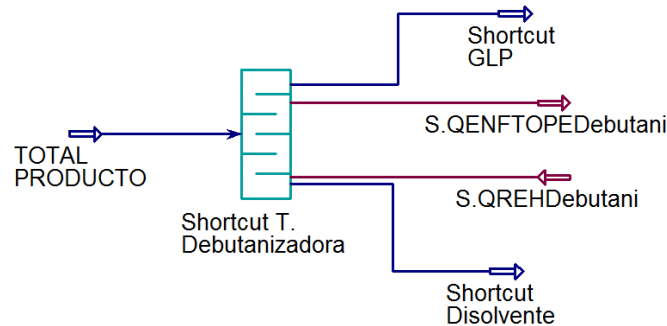 Shortcut
GLP
S.QENFTOPEDebutani
TOTAL
PRODUCTO
S.QREHDebutani
Shortcut T.
Debutanizadora
Shortcut
Disolvente